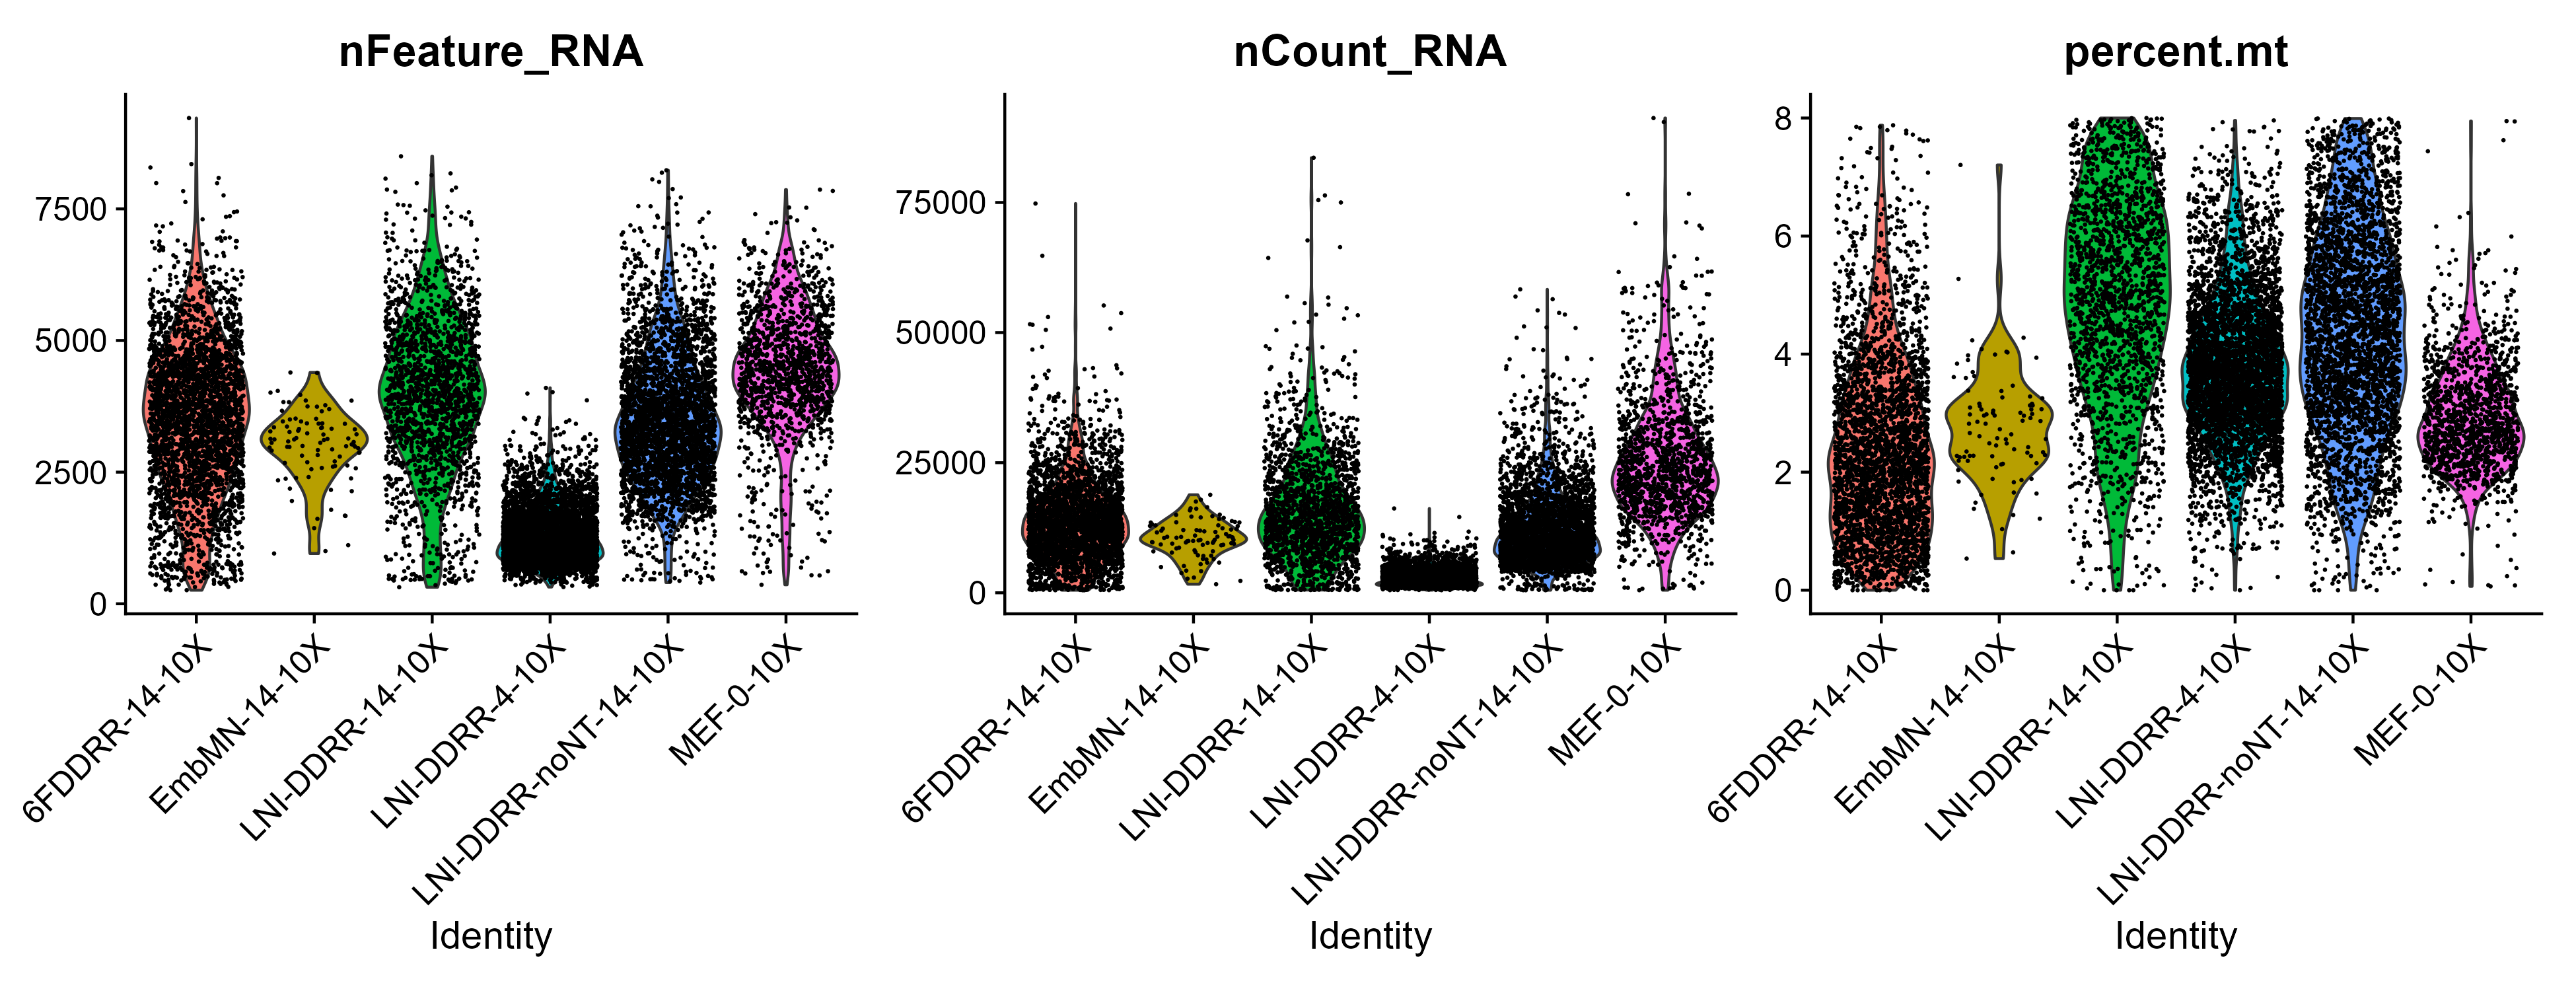 nFeature_RNA
7500
5000
2500
0
6FDDRR-14-10X
EmbMN-14-10X
LNI-DDRR-14-10X
LNI-DDRR-4-10X
LNI-DDRR-noNT-14-10X
MEF-0-10X
Identity
nCount_RNA
75000
50000
25000
0
6FDDRR-14-10X
EmbMN-14-10X
LNI-DDRR-14-10X
LNI-DDRR-4-10X
LNI-DDRR-noNT-14-10X
MEF-0-10X
Identity
percent.mt
8
6
4
2
0
6FDDRR-14-10X
EmbMN-14-10X
LNI-DDRR-14-10X
LNI-DDRR-4-10X
LNI-DDRR-noNT-14-10X
MEF-0-10X
Identity